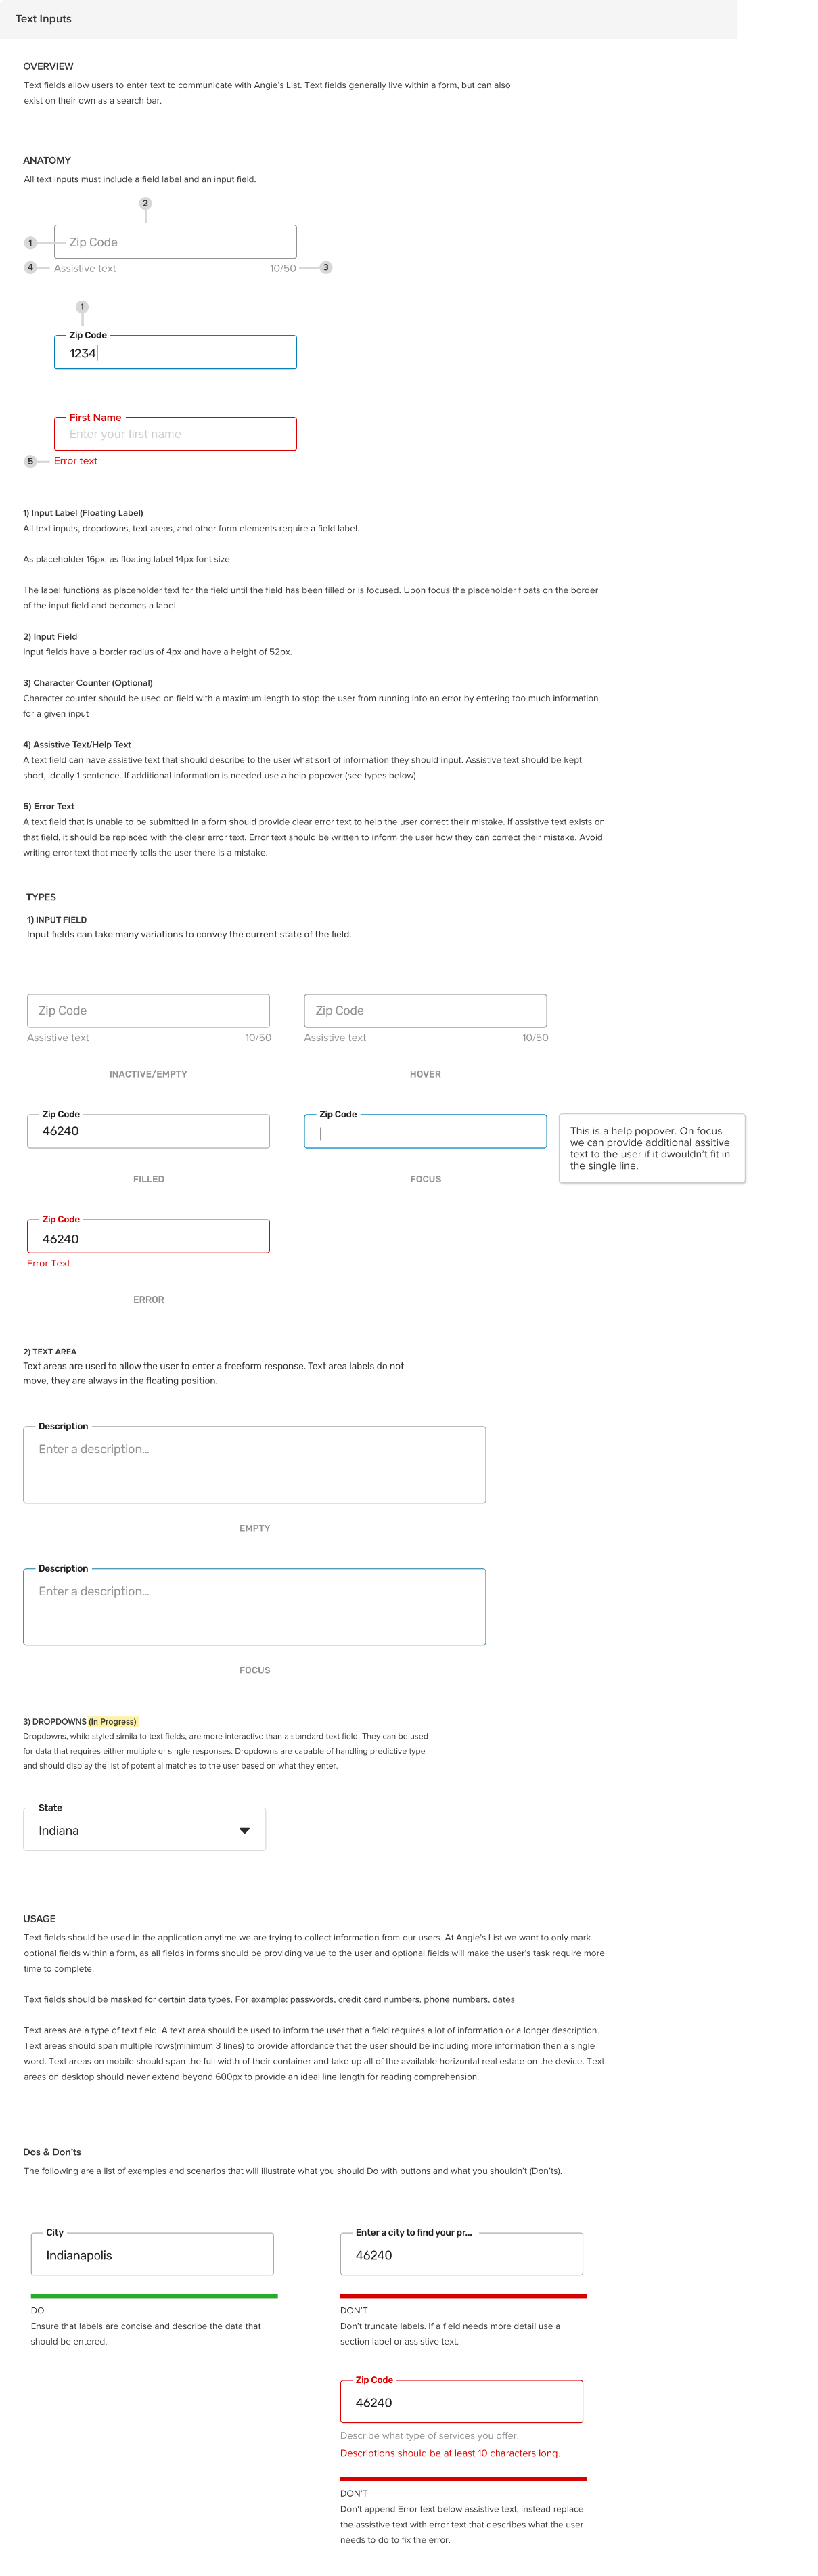 Text Inputs
OVERVIEW
Text fields allow users to enter text to communicate with Angie's List. Text fields generally live within a form, but can also
exist on their own as a search bar.
ANATOMY
All text inputs must include a field label and an input field.
2
1
Zip Code
4
Assistive text
10/50
3
1
Zip Code
1234
First Name
Enter your first name
5
Error text
1) Input Label (Floating Label)
All text inputs, dropdowns, text areas, and other form elements require a field label.
As placeholder 16px, as floating label 14px font size
The label functions as placeholder text for the field until the field has been filled or is focused. Upon focus the placeholder floats on the border
of the input field and becomes a label.
2) Input Field
Input fields have a border radius of 4px and have a height of 52px.
3) Character Counter (Optional)
Character counter should be used on field with a maximum length to stop the user from running into an error by entering too much information
for a given input
4) Assistive Text/Help Text
A text field can have assistive text that should describe to the user what sort of information they should input. Assistive text should be kept
short, ideally 1 sentence. If additional information is needed use a help popover (see types below).
5) Error Text
A text field that is unable to be submitted in a form should provide clear error text to help the user correct their mistake. If assistive text exists on
that field, it should be replaced with the clear error text. Error text should be written to inform the user how they can correct their mistake. Avoid
writing error text that meerly tells the user there is a mistake.
TYPES
1) INPUT FIELD
Input fields can take many variations to convey the current state of the field.
Zip Code
Zip Code
Assistive text
10/50
Assistive text
10/50
INACTIVE/EMPTY
HOVER
Zip Code
46240
Zip Code
This is a help popover. On focus
we can provide additional assitive
text to the user if it dwouldn't fit in
the single line.
FILLED
FOCUS
Zip Code
46240
Error Text
ERROR
2) TEXT AREA
Text areas are used to allow the user to enter a freeform response. Text area labels do not
move, they are always in the floating position.
Description
Enter a description...
EMPTY
Description
Enter a description...
FOCUS
3) DROPDOWNS (In Progress)
Dropdowns, while styled simila to text fields, are more interactive than a standard text field. They can be used
for data that requires either multiple or single responses. Dropdowns are capable of handling predictive type
and should display the list of potential matches to the user based on what they enter.
State
Indiana
USAGE
Text fields should be used in the application anytime we are trying to collect information from our users. At Angie's List we want to only mark
optional fields within a form, as all fields in forms should be providing value to the user and optional fields will make the user's task require more
time to complete.
Text fields should be masked for certain data types. For example: passwords, credit card numbers, phone numbers, dates
Text areas are a type of text field. A text area should be used to inform the user that a field requires a lot of information or a longer description.
Text areas should span multiple rows(minimum 3 lines) to provide affordance that the user should be including more information then a single
word. Text areas on mobile should span the full width of their container and take up all of the available horizontal real estate on the device. Text
areas on desktop should never extend beyond 600px to provide an ideal line length for reading comprehension.
Dos & Don'ts
The following are a list of examples and scenarios that will illustrate what you should Do with buttons and what you shouldn't (Don'ts).
City
Indianapolis
DO
Ensure that labels are concise and describe the data that
should be entered.
Enter a city to find your pr...
46240
DON'T
Don't truncate labels. If a field needs more detail use a
section label or assistive text.
Zip Code
46240
Describe what type of services you offer.
Descriptions should be at least 10 characters long.
DON'T
Don't append Error text below assistive text, instead replace
the assistive text with error text that describes what the user
needs to do to fix the error.